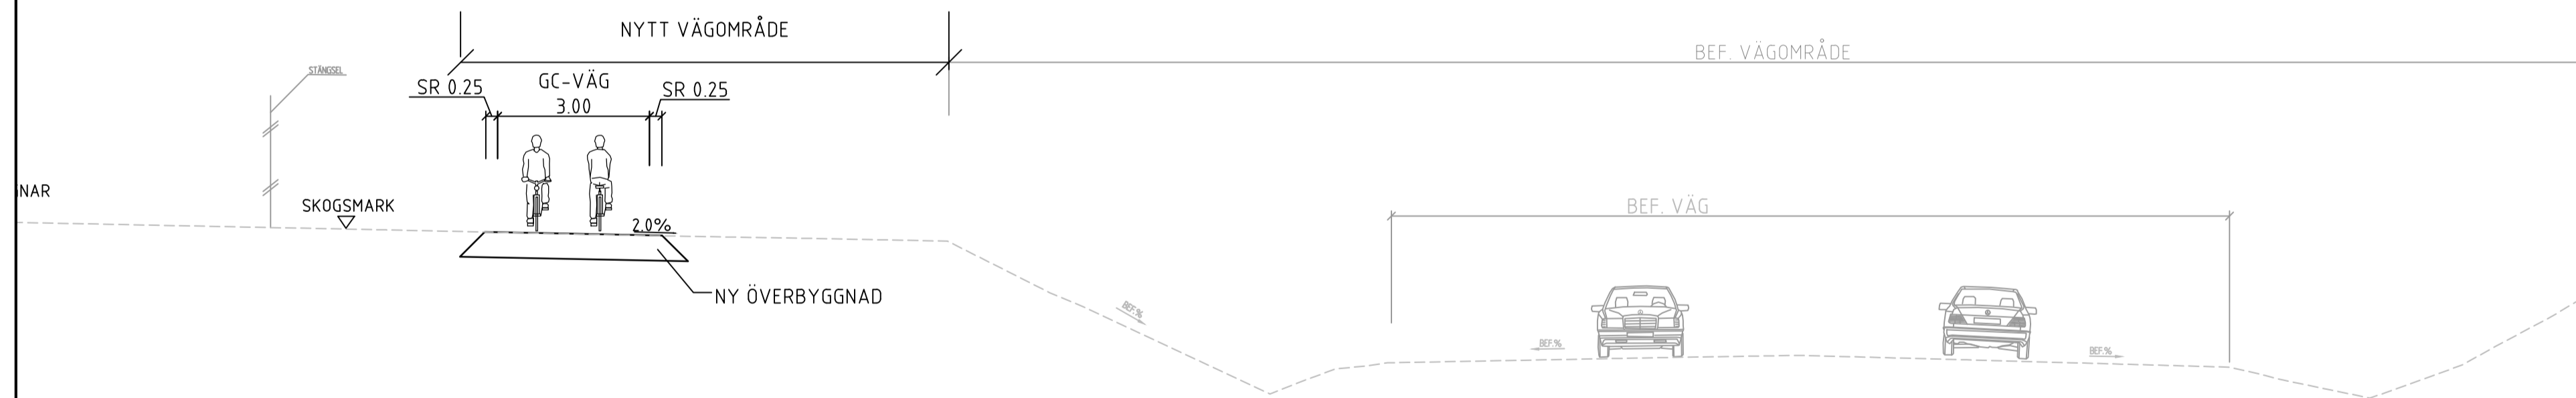 NYTT VÄGOMRÅDE
BEF. VÄGOMRÅDE
STÄNGSEL
SR 0.25
GC-VÄG
3.00
SR 0.25
NAR
SKOGSMARK
2.0%
BEF. VÄG
NY ÖVERBYGGNAD
BEF.%
BEF.%
BEF.%